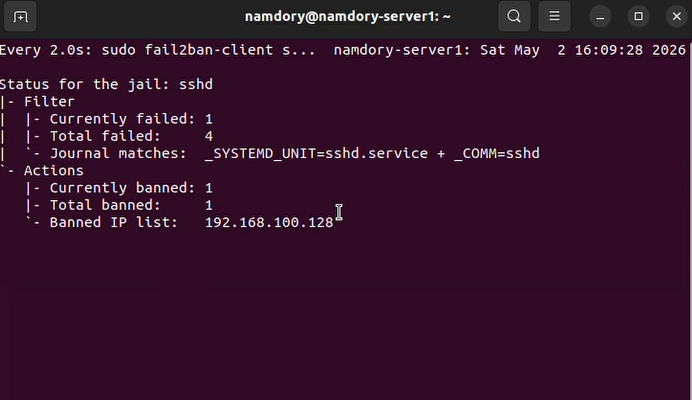 namdory@namdory-server1: ~
Every 2.0s: sudo fail2ban-client s...  namdory-server1: Sat May  2 16:09:28 2026
Status for the jail: sshd
|- Filter
|  |- Currently failed: 1
|  |- Total failed:     4
|  `- Journal matches:  _SYSTEMD_UNIT=sshd.service + _COMM=sshd
`- Actions
   |- Currently banned: 1
   |- Total banned:     1
   `- Banned IP list:   192.168.100.128